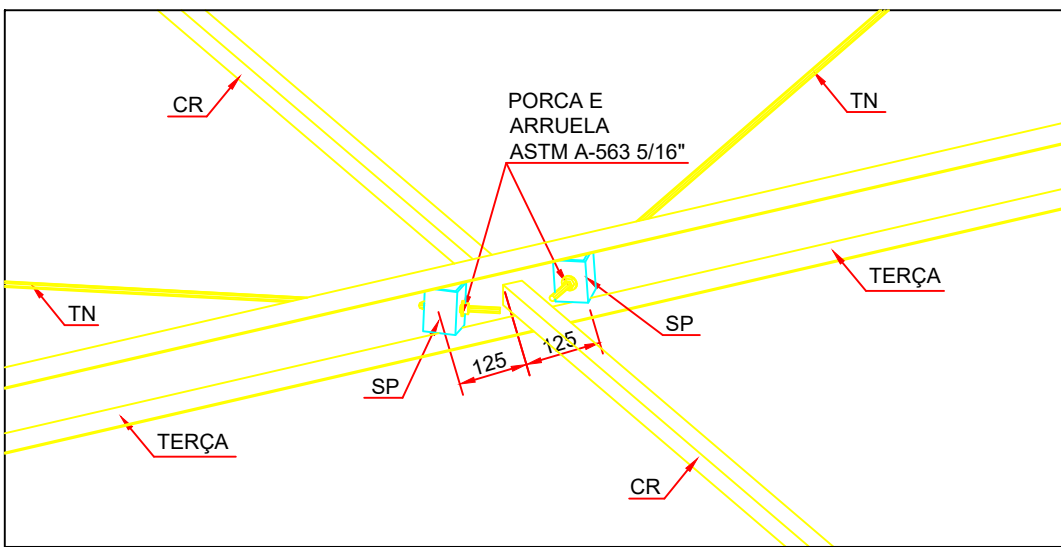 CR
PORCA E
ARRUELA
ASTM A-563 5/16"
TN
TERÇA
TN
SP
125
125
SP
TERÇA
CR